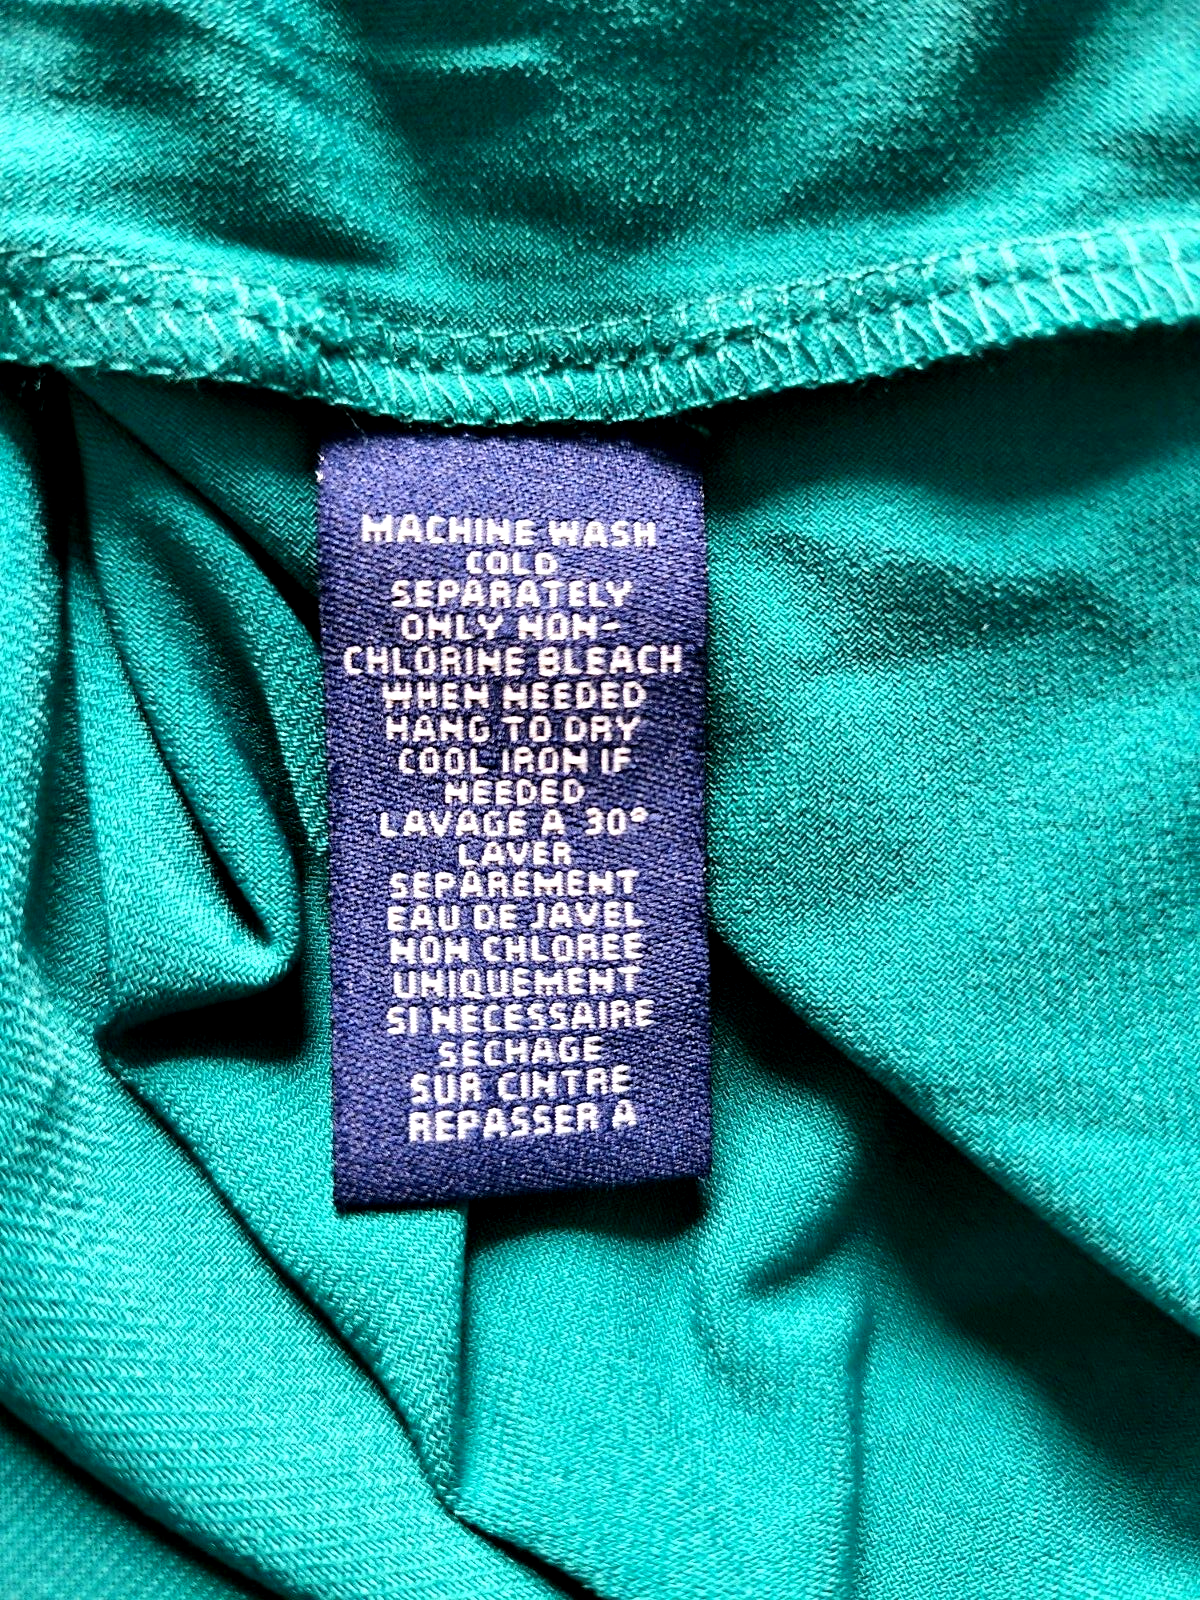 MACHINE WASH
COLD
SEPARATELY
ONLY NON-
CHLORINE BLEACH
WHEN NEEDED
HANG TO DRY
COOL IRON IF
NEEDED
LAVAGE A 30°
LAVER
SEPAREMENT
EAU DE JAVEL
NON CHLOREE
UNIQUEMENT
SI NECESSAIRE
SECHAGE
SUR CINTRE
REPASSER A